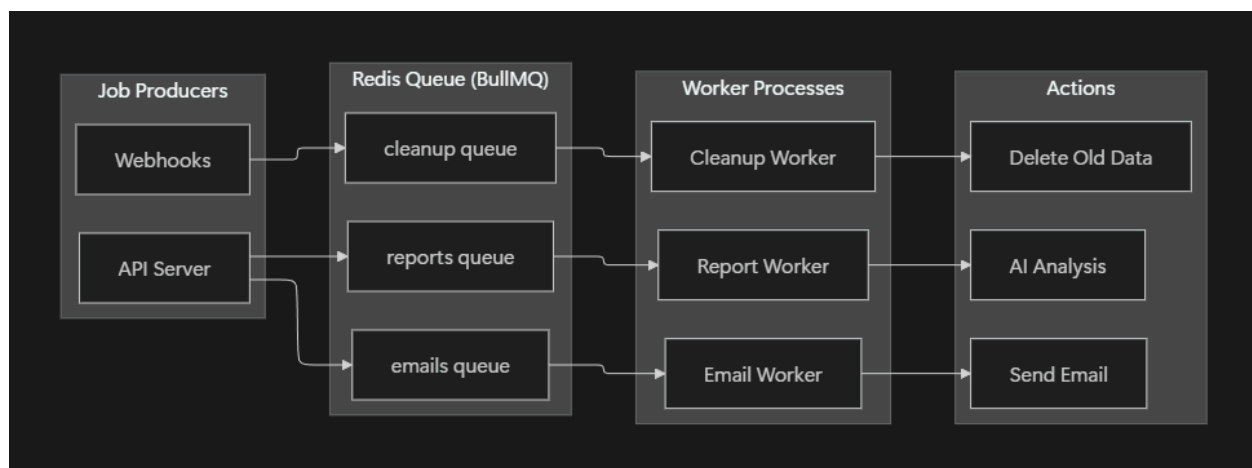 Job Producers
Webhooks
API Server
Redis Queue (BullMQ)
cleanup queue
reports queue
emails queue
Worker Processes
Cleanup Worker
Report Worker
Email Worker
Actions
Delete Old Data
AI Analysis
Send Email